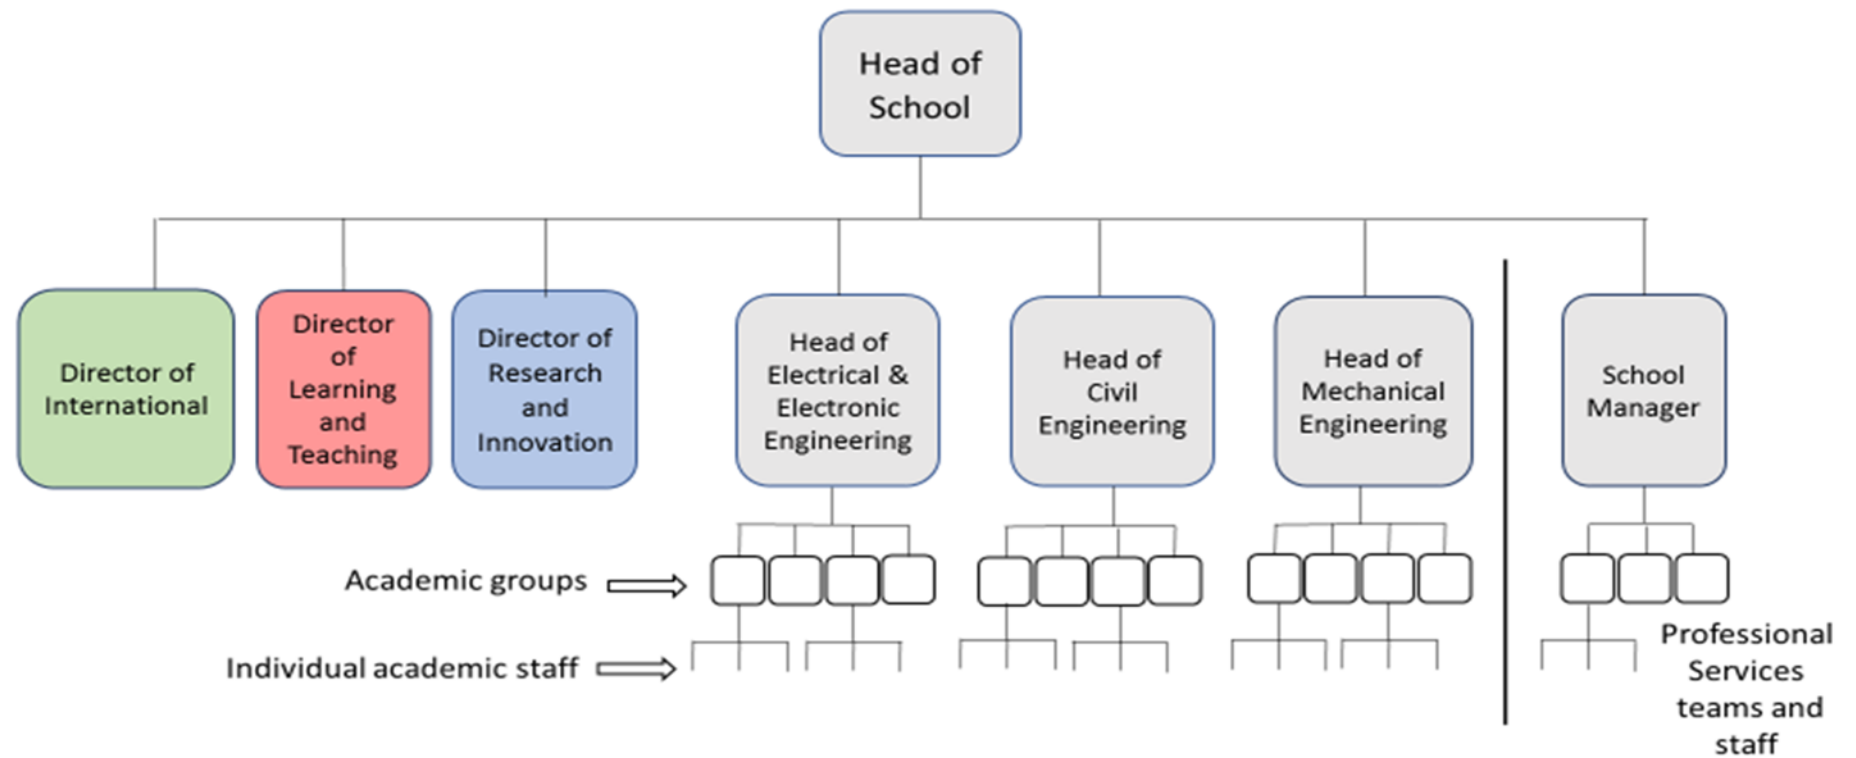 Head of
School
Director of
International
Director
of
Learning
and
Teaching
Director of
Research
and
Innovation
Head of
Electrical &
Electronic
Engineering
Head of
Civil
Engineering
Head of
Mechanical
Engineering
School
Manager
Academic groups
Individual academic staff
Professional
Services
teams and
staff